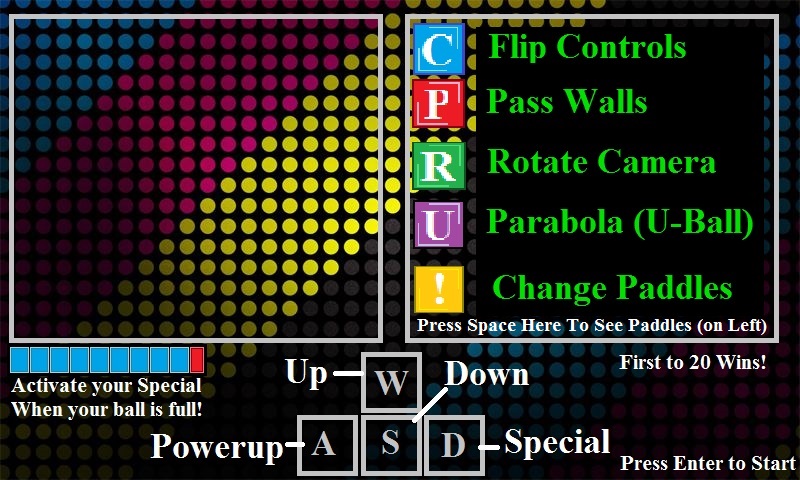 C Flip Controls
P Pass Walls
R Rotate Camera
U Parabola (U-Ball)
! Change Paddles
Press Space Here To See Paddles (on Left)
Activate your Special
When your ball is full!
First to 20 Wins!
Up
W
Down
Powerup
A
S
D
Special
Press Enter to Start